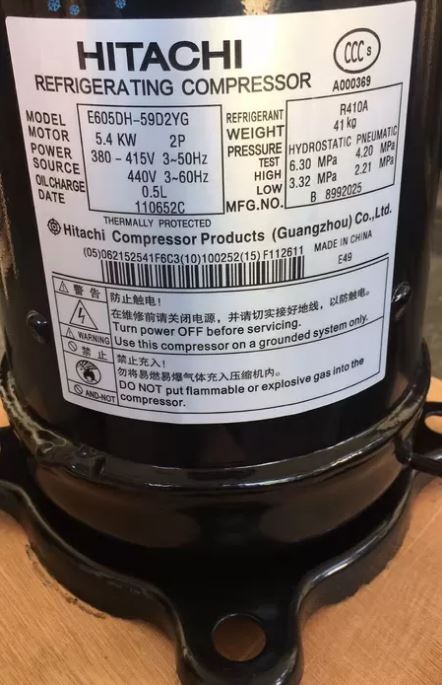 HITACHI
CCC S
REFRIGERATING COMPRESSOR A000369
MODEL E605DH-59D2YG REFRIGERANT R410A
MOTOR 5.4 KW 2P WEIGHT 41 kg
POWER SOURCE 380 - 415V 3~50Hz PRESSURE HYDROSTATIC PNEUMATIC
440V 3~60Hz TEST HIGH 6.30 MPa 4.20 MPa
OIL CHARGE 0.5L LOW 3.32 MPa 2.21 MPa
DATE 110652C MFG.NO. B 8992025
THERMALLY PROTECTED
Hitachi Compressor Products (Guangzhou) Co.,Ltd.
(05)062152541F6C3(10)100252(15) F112611 MADE IN CHINA
E49
警告 防止触电!
在维修前请关闭电源，并请切实接好地线，以防触电。
Turn power OFF before servicing.
WARNING Use this compressor on a grounded system only.
禁止 禁止充入!
勿将易燃易爆气体充入压缩机内。
DO NOT put flammable or explosive gas into the
AND-NOT compressor.